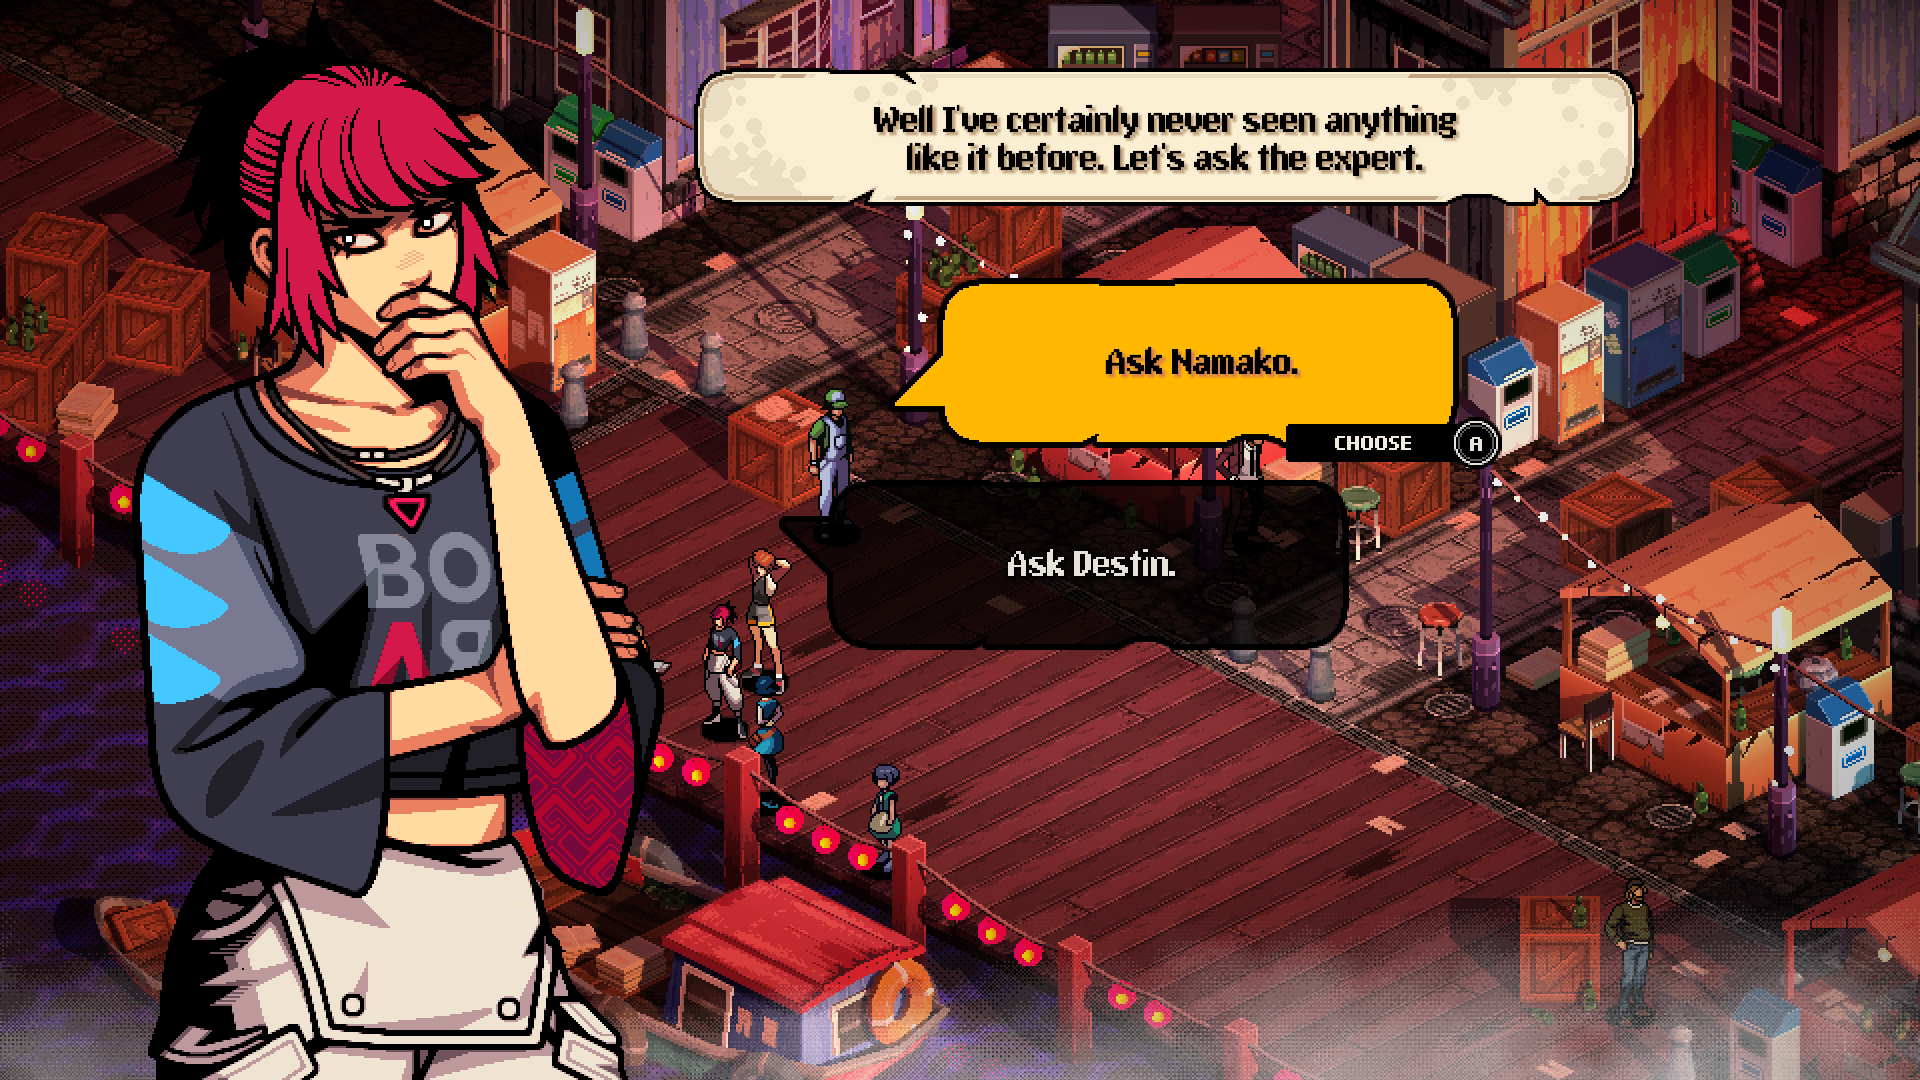 Well I've certainly never seen anything
like it before. Let's ask the expert.
Ask Namako.
CHOOSE A
Ask Destin.
BO
AR